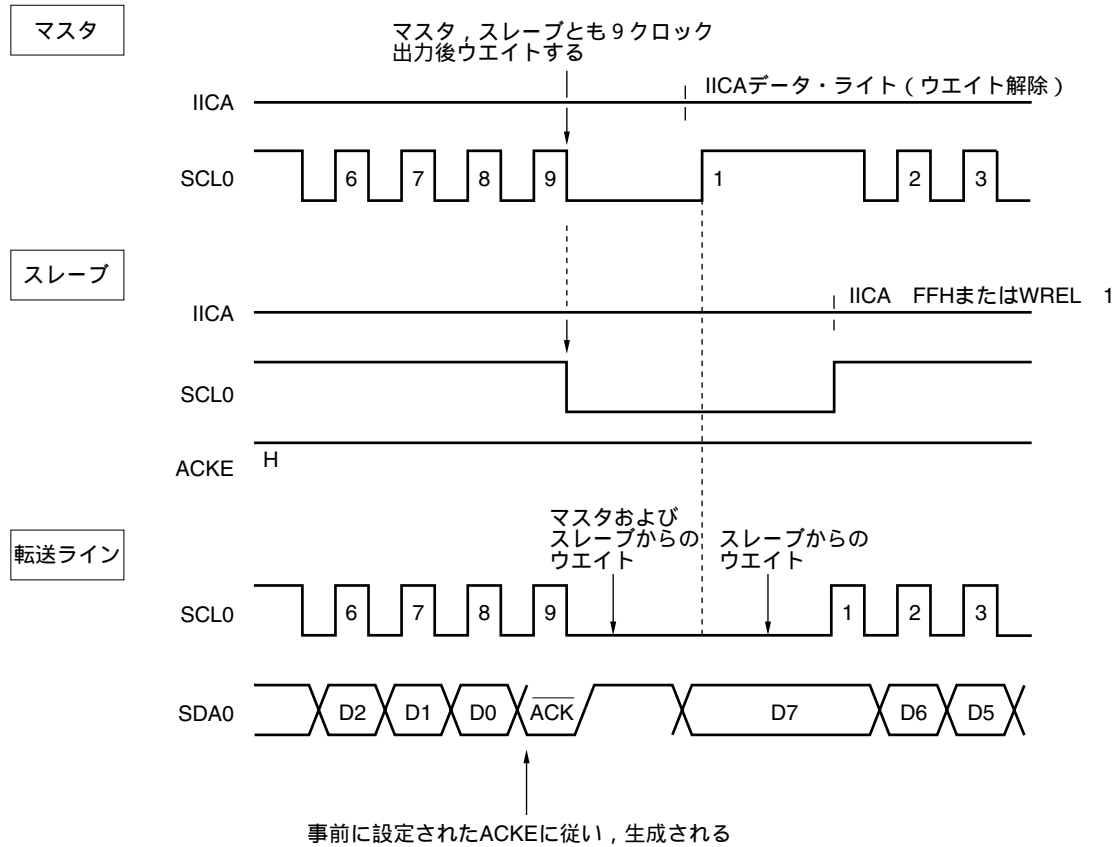 マスタ
マスタ，スレーブとも９クロック
出力後ウエイトする
IICAデータ・ライト（ウエイト解除）
IICA
SCL0
6 7 8 9 1 2 3
スレーブ
IICA FFHまたはWREL 1
IICA
SCL0
H
ACKE
マスタおよび
スレーブからの
ウエイト
スレーブからの
ウエイト
転送ライン
SCL0
6 7 8 9 1 2 3
SDA0
D2 D1 D0 ACK D7 D6 D5
事前に設定されたACKEに従い，生成される